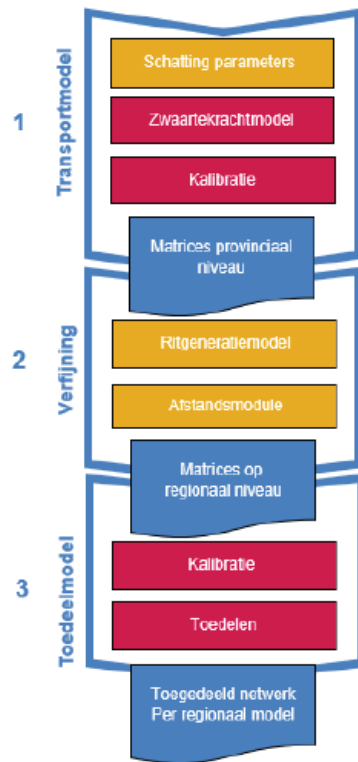 1
Transportmodel
Schatting parameters
Zwaartekrachtmodel
Kalibratie
Matrices provinciaal
niveau
2
Verfijning
Ritgeneratiemodel
Afstandsmodule
Matrices op
regionaal niveau
3
Toedeelmodel
Kalibratie
Toedelen
Toegedeeld netwerk
Per regionaal model